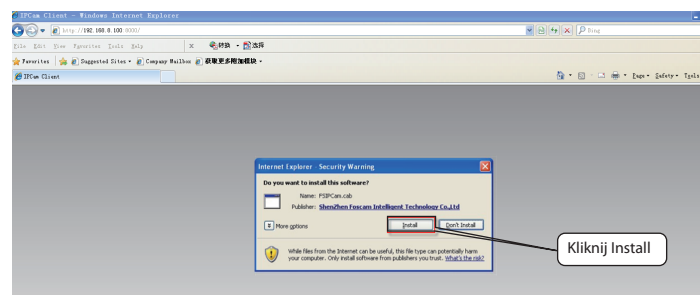 IPCam Client - Windows Internet Explorer
http://192.168.8.100:8000/
Bing
File Edit View Favorites Tools Help x 转换 选择
Favorites Suggested Sites Company Mailbox 获取更多附加模块
IPCam Client
Page Safety Tools
Internet Explorer - Security Warning
Do you want to install this software?
Name: FSIPCam.cab
Publisher: ShenZhen Foscam Intelligent Technology Co.,Ltd
More options
Install
Don't Install
Kliknij Install
While files from the Internet can be useful, this file type can potentially harm
your computer. Only install software from publishers you trust. What's the risk?